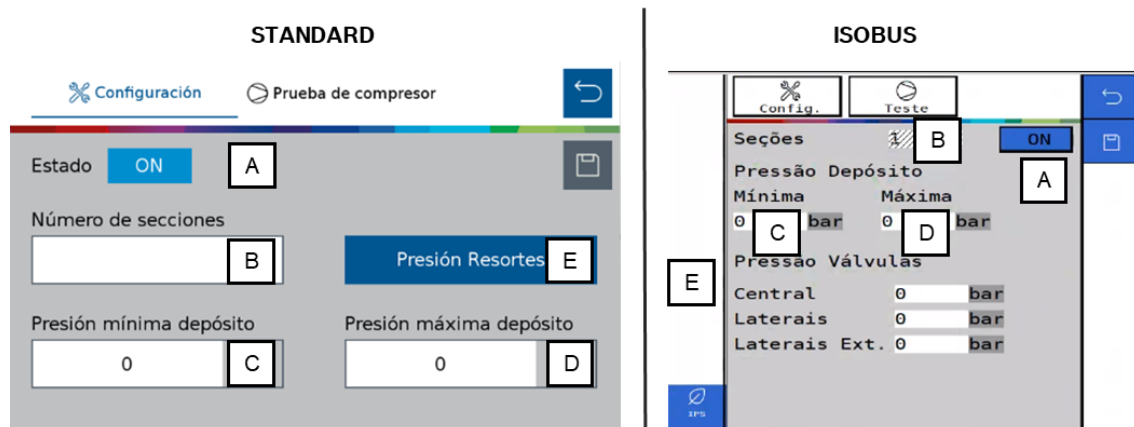 STANDARD
Configuración
Prueba de compresor
Estado
ON
A
Número de secciones
B
Presión Resortes
E
Presión mínima depósito
Presión máxima depósito
0
C
0
D
ISOBUS
Config.
Teste
Seções
1
B
ON
Pressão Depósito
A
Mínima
Máxima
0
C
bar
0
D
bar
Pressão Válvulas
E
Central
0
bar
Laterais
0
bar
Laterais Ext.
0
bar
IPS